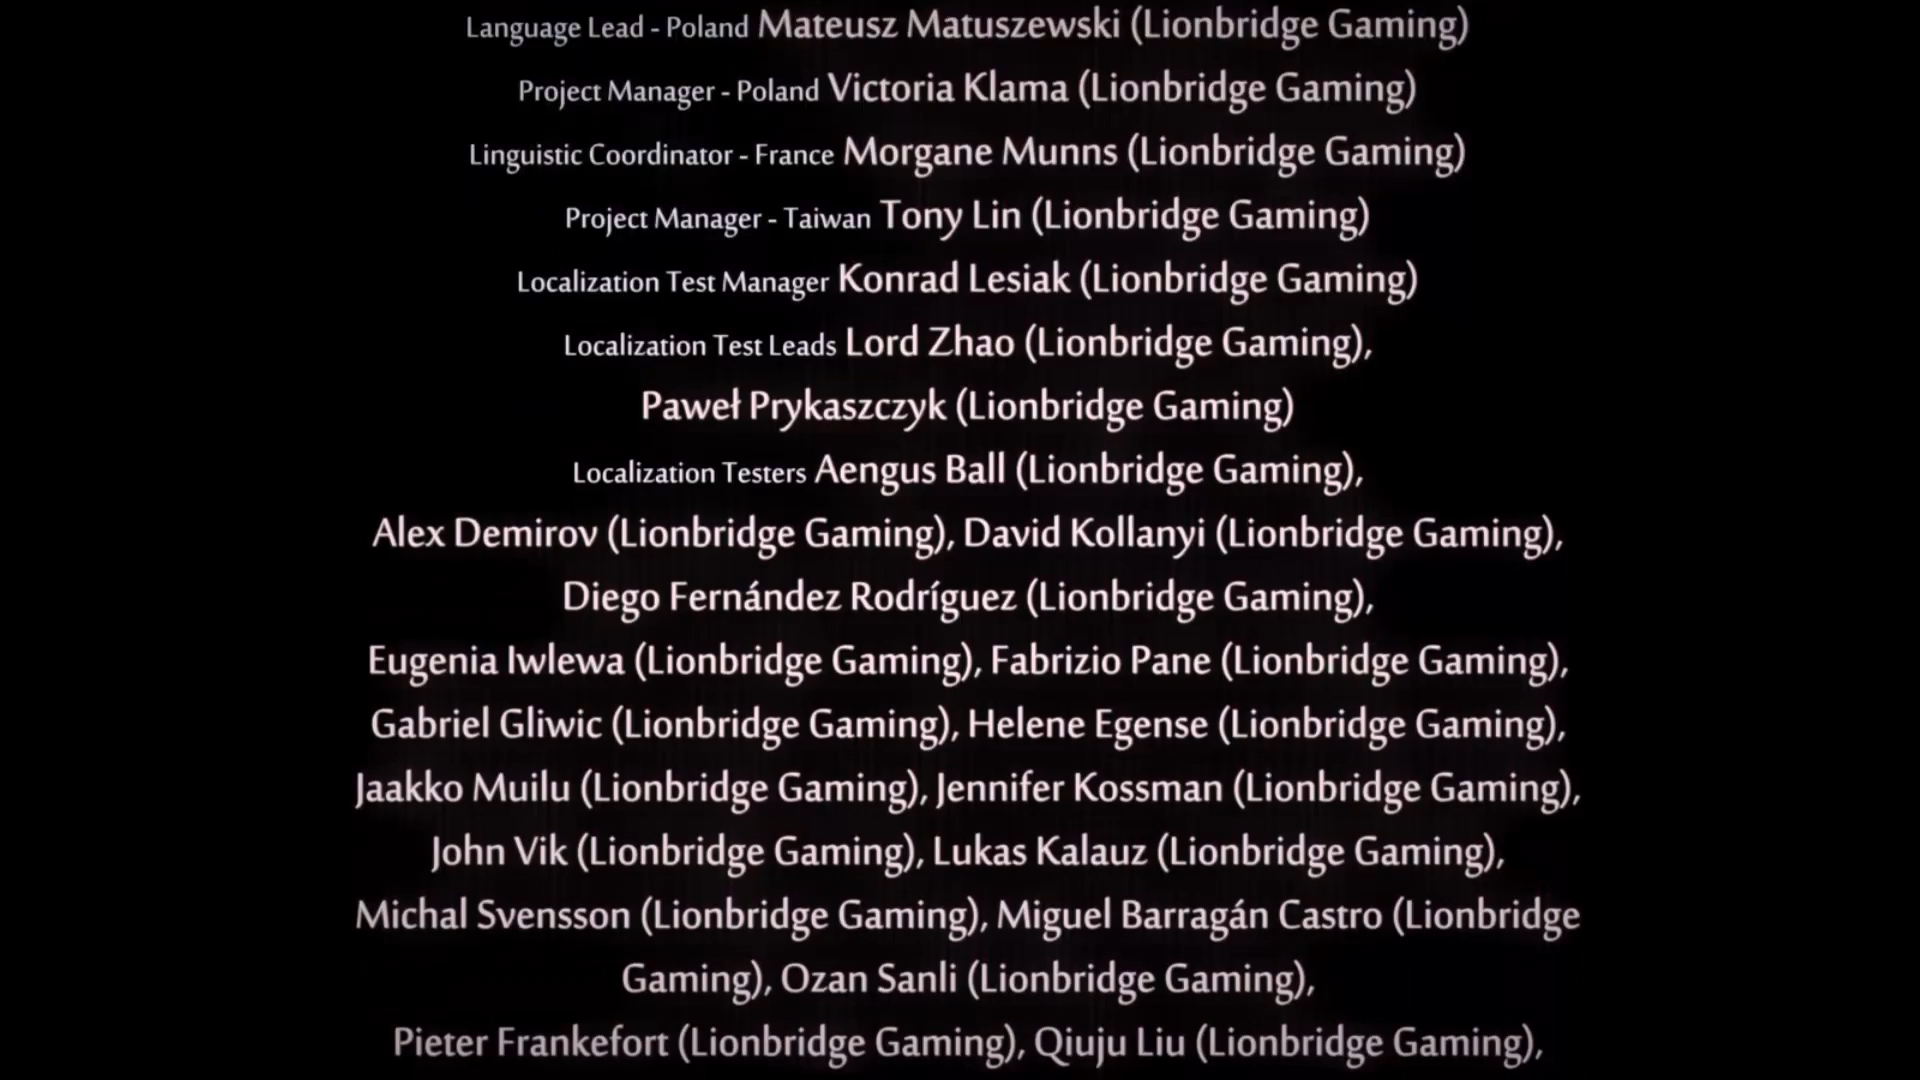 Language Lead - Poland Mateusz Matuszewski (Lionbridge Gaming)
Project Manager - Poland Victoria Klama (Lionbridge Gaming)
Linguistic Coordinator - France Morgane Munns (Lionbridge Gaming)
Project Manager - Taiwan Tony Lin (Lionbridge Gaming)
Localization Test Manager Konrad Lesiak (Lionbridge Gaming)
Localization Test Leads Lord Zhao (Lionbridge Gaming),
Paweł Prykaszczyk (Lionbridge Gaming)
Localization Testers Aengus Ball (Lionbridge Gaming),
Alex Demirov (Lionbridge Gaming), David Kollanyi (Lionbridge Gaming),
Diego Fernández Rodríguez (Lionbridge Gaming),
Eugenia Iwlewa (Lionbridge Gaming), Fabrizio Pane (Lionbridge Gaming),
Gabriel Gliwic (Lionbridge Gaming), Helene Egense (Lionbridge Gaming),
Jaakko Muilu (Lionbridge Gaming), Jennifer Kossman (Lionbridge Gaming),
John Vik (Lionbridge Gaming), Lukas Kalauz (Lionbridge Gaming),
Michal Svensson (Lionbridge Gaming), Miguel Barragán Castro (Lionbridge
Gaming), Ozan Sanli (Lionbridge Gaming),
Pieter Frankefort (Lionbridge Gaming), Qiuju Liu (Lionbridge Gaming),